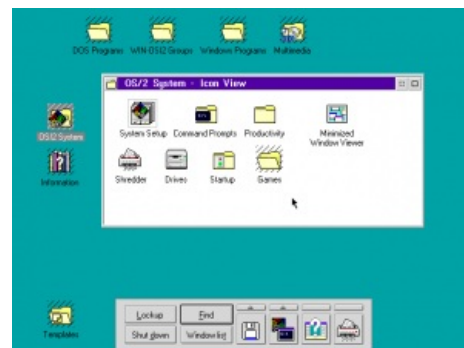 DOS Programs WIN-OS/2 Groups Windows Programs Multimedia
OS/2 System - Icon View
OS/2 System
Information
System Setup Command Prompts Productivity Minimized
Window Viewer
Shredder Drives Startup Games
Templates
Lockup Find
Shut down Window list